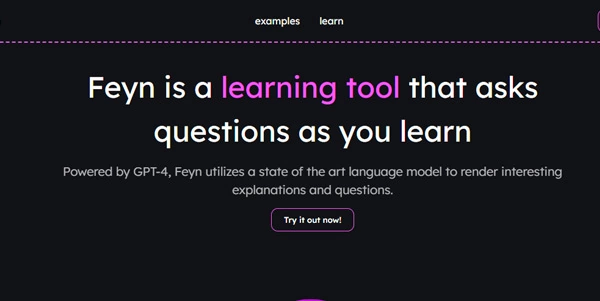 examples learn
Feyn is a learning tool that asks
questions as you learn
Powered by GPT-4, Feyn utilizes a state of the art language model to render interesting
explanations and questions.
Try it out now!